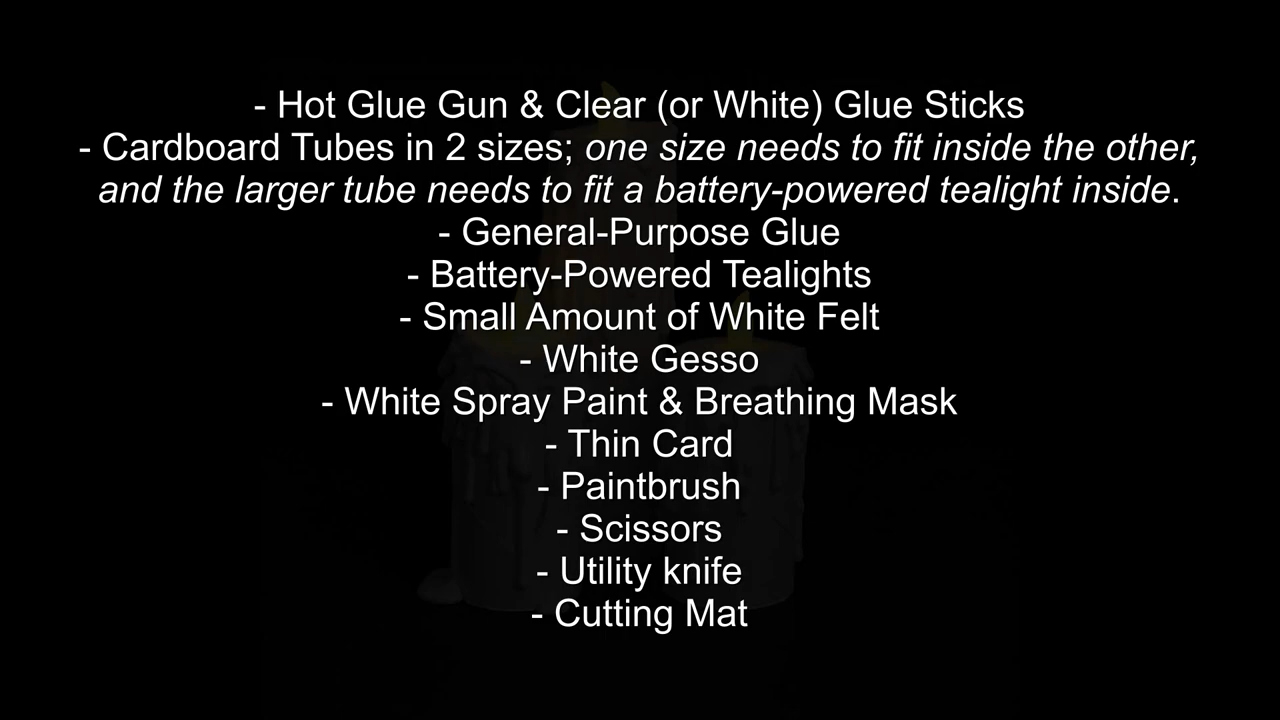 - Hot Glue Gun & Clear (or White) Glue Sticks
- Cardboard Tubes in 2 sizes; one size needs to fit inside the other,
and the larger tube needs to fit a battery-powered tealight inside.
- General-Purpose Glue
- Battery-Powered Tealights
- Small Amount of White Felt
- White Gesso
- White Spray Paint & Breathing Mask
- Thin Card
- Paintbrush
- Scissors
- Utility knife
- Cutting Mat